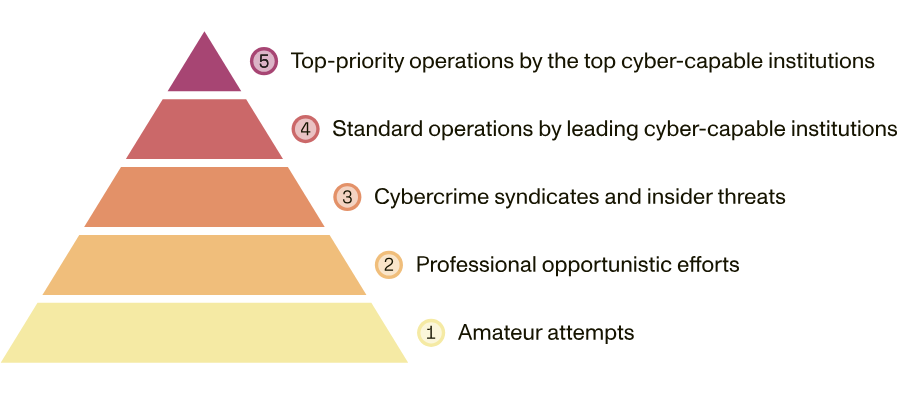 5 Top-priority operations by the top cyber-capable institutions
4 Standard operations by leading cyber-capable institutions
3 Cybercrime syndicates and insider threats
2 Professional opportunistic efforts
1 Amateur attempts